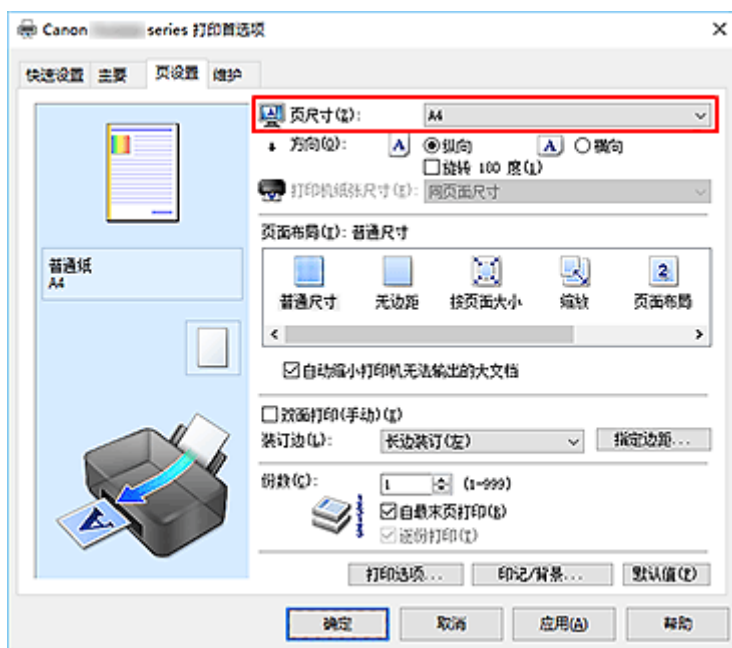 Canon series 打印首选项
快速设置 主要 页设置 维护
页尺寸(Z): A4
方向(O): A 纵向 A 横向
旋转 180 度(1)
打印机纸张尺寸(E): 同页面尺寸
页面布局(I): 普通尺寸
普通尺寸 无边距 按页面大小 缩放 页面布局
普通纸
A4
自动缩小打印机无法输出的大文档
双面打印(手动)(X)
装订边(L): 长边装订(左) 指定边距...
份数(C): 1 (1-999)
自最末页打印(R)
逐份打印(T)
打印选项... 印记/背景... 默认值(F)
确定 取消 应用(A) 帮助